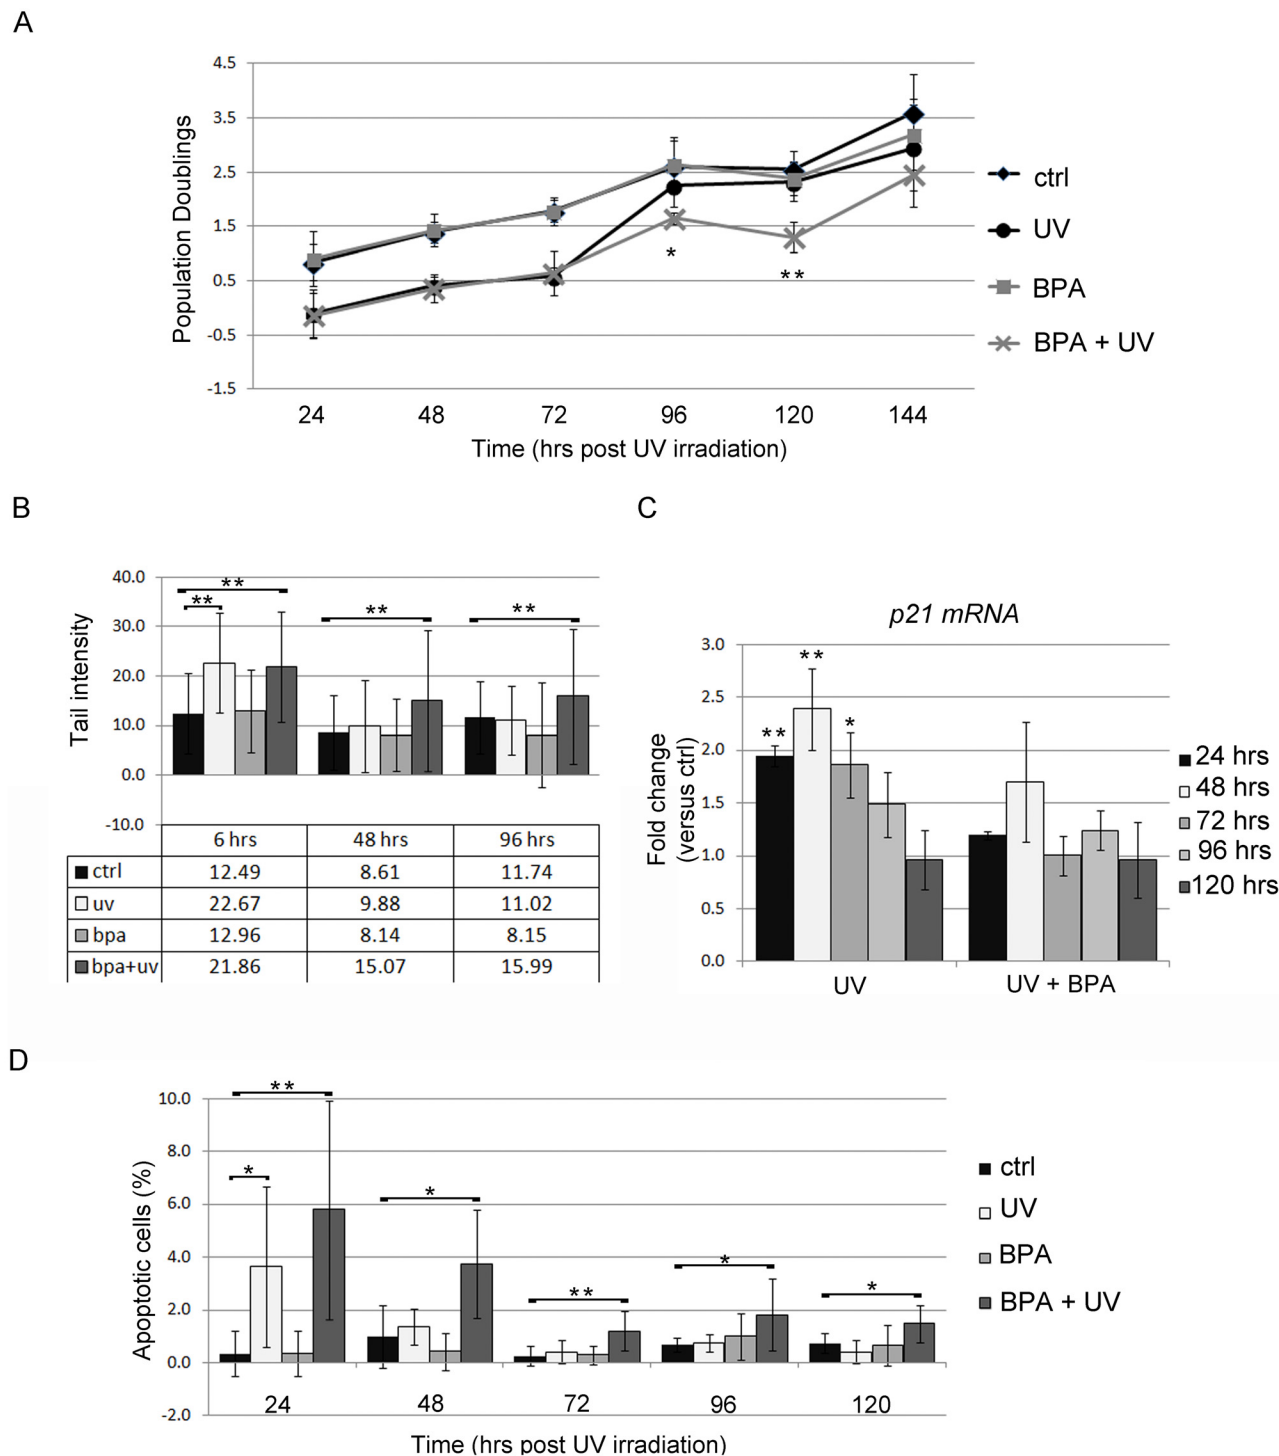 A
4.5
3.5
2.5
1.5
0.5
-0.5
-1.5
Population Doublings
24 48 72 96 120 144
Time (hrs post UV irradiation)
*
**
ctrl
UV
BPA
BPA + UV
B
40.0
30.0
20.0
10.0
0.0
-10.0
Tail intensity
**
**
**
**
6 hrs 48 hrs 96 hrs
ctrl 12.49 8.61 11.74
uv 22.67 9.88 11.02
bpa 12.96 8.14 8.15
bpa+uv 21.86 15.07 15.99
C
p21 mRNA
3.0
2.5
2.0
1.5
1.0
0.5
0.0
Fold change
(versus ctrl)
**
**
*
UV UV + BPA
24 hrs
48 hrs
72 hrs
96 hrs
120 hrs
D
10.0
8.0
6.0
4.0
2.0
0.0
-2.0
Apoptotic cells (%)
**
*
*
**
*
*
24 48 72 96 120
Time (hrs post UV irradiation)
ctrl
UV
BPA
BPA + UV